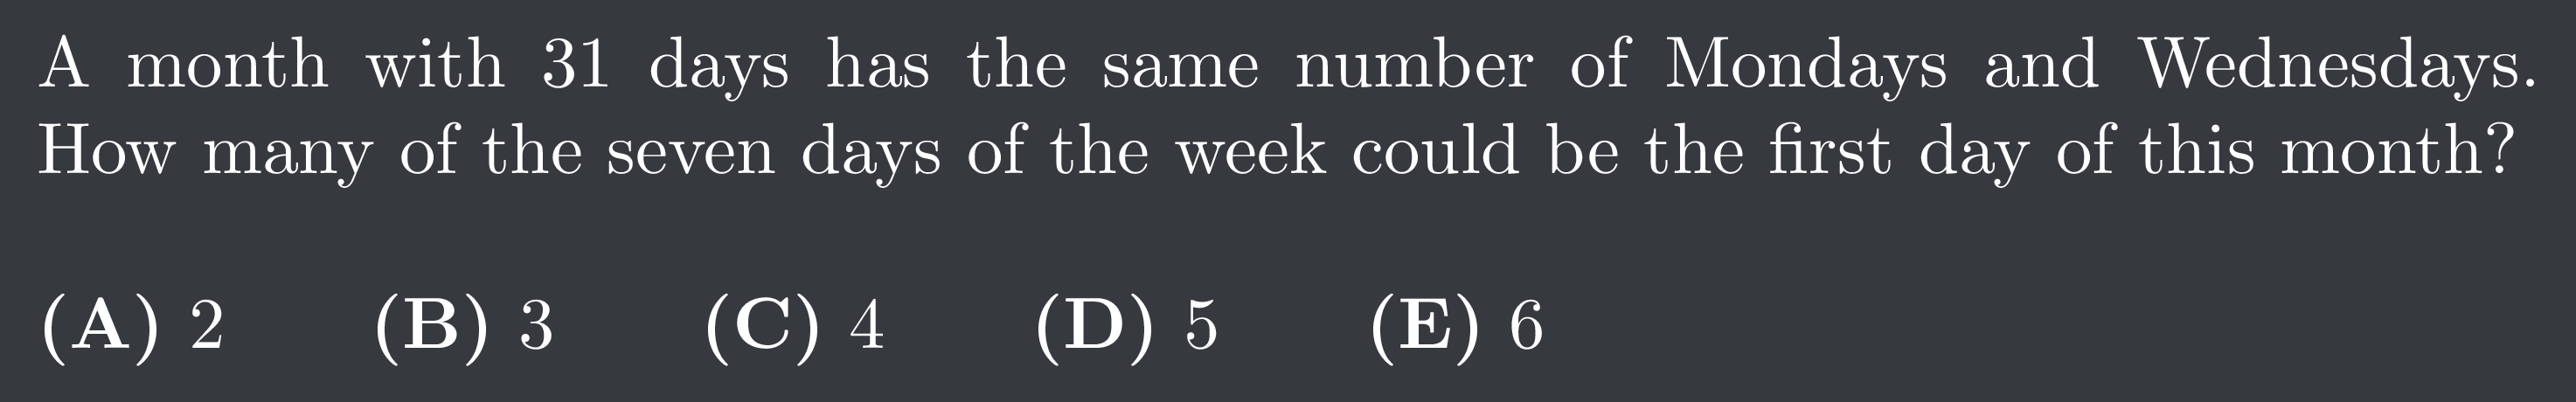 A month with 31 days has the same number of Mondays and Wednesdays.
How many of the seven days of the week could be the first day of this month?
(A) 2 (B) 3 (C) 4 (D) 5 (E) 6